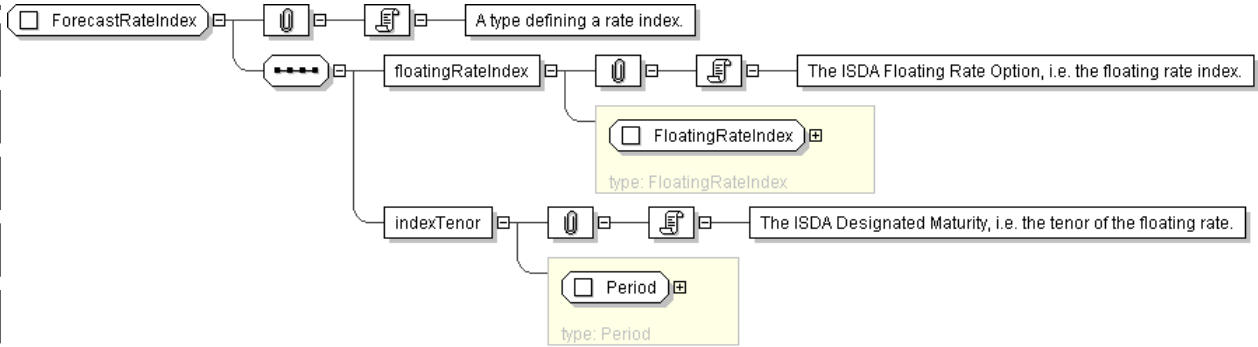 ForecastRateIndex
A type defining a rate index.
floatingRateIndex
The ISDA Floating Rate Option, i.e. the floating rate index.
FloatingRateIndex
type: FloatingRateIndex
indexTenor
The ISDA Designated Maturity, i.e. the tenor of the floating rate.
Period
type: Period